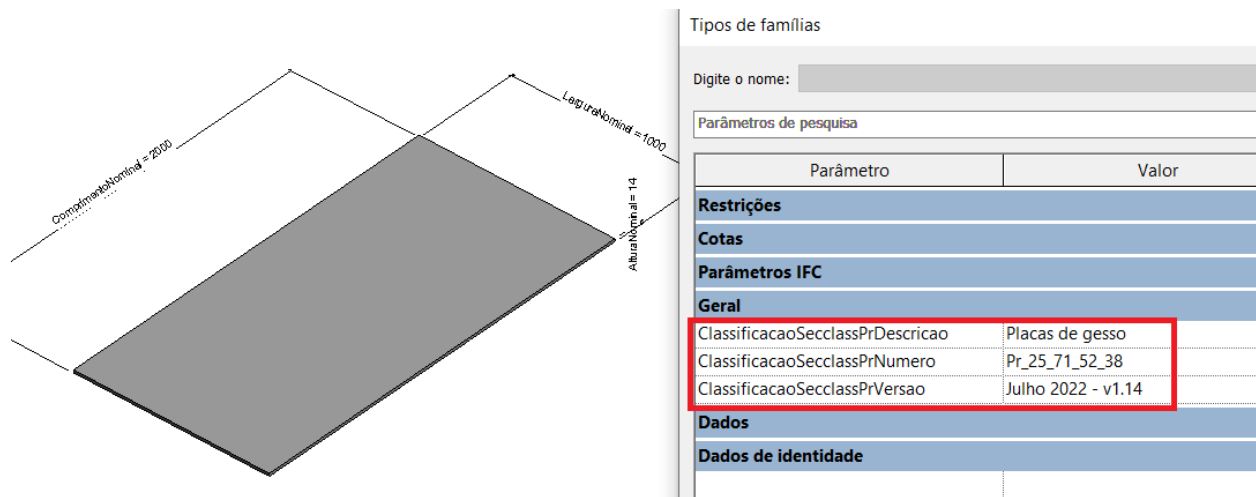 ComprimentoNominal = 2000
LarguraNominal = 1000
AlturaNominal = 14
Tipos de famílias
Digite o nome:
Parâmetros de pesquisa
Parâmetro Valor
Restrições
Cotas
Parâmetros IFC
Geral
ClassificacaoSecclassPrDescricao Placas de gesso
ClassificacaoSecclassPrNumero Pr_25_71_52_38
ClassificacaoSecclassPrVersao Julho 2022 - v1.14
Dados
Dados de identidade